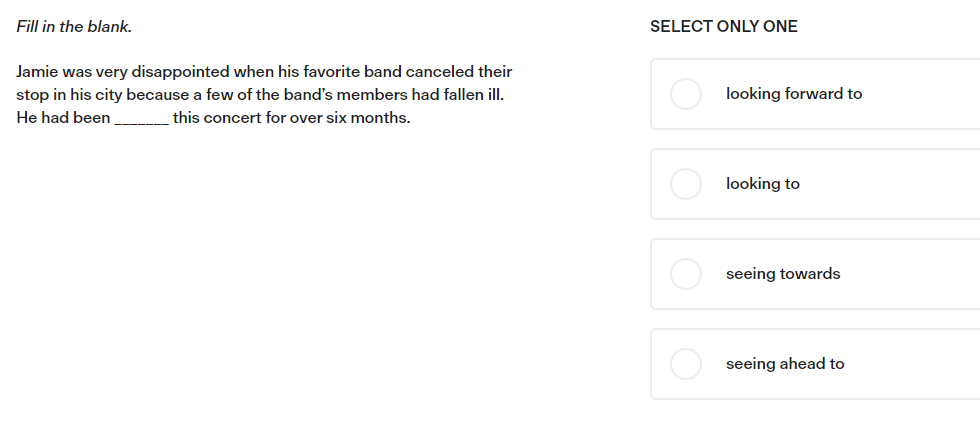 Fill in the blank.
Jamie was very disappointed when his favorite band canceled their
stop in his city because a few of the band's members had fallen ill.
He had been _______ this concert for over six months.
SELECT ONLY ONE
looking forward to
looking to
seeing towards
seeing ahead to